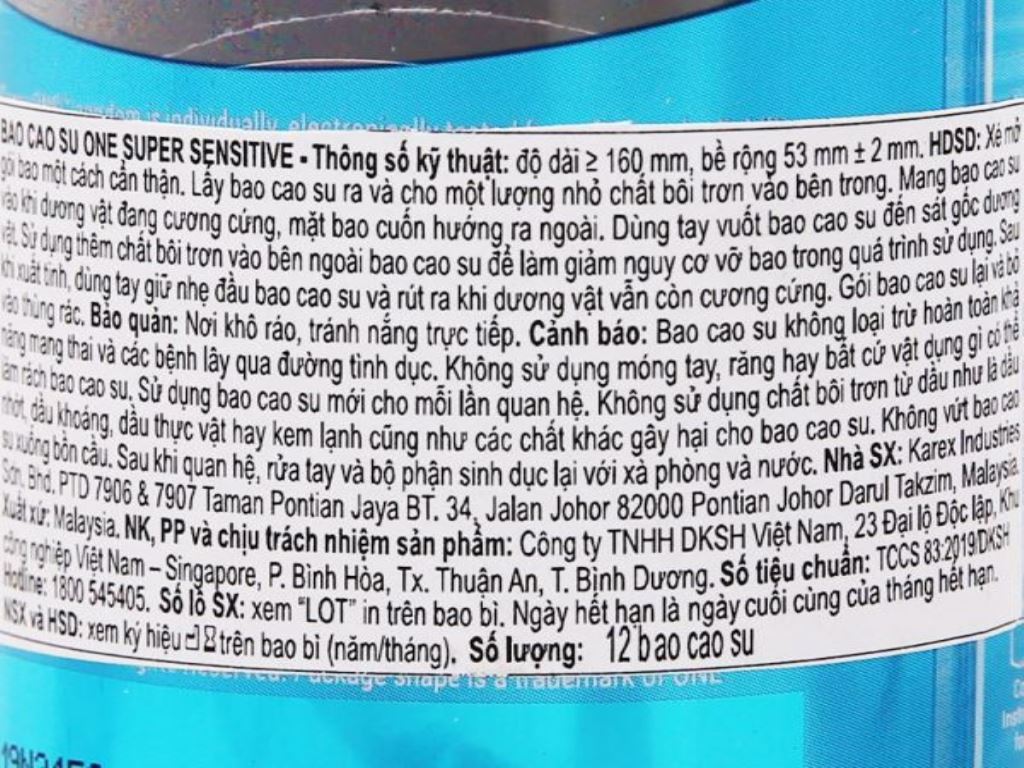 individually, electronically tested
BAO CAO SU ONE SUPER SENSITIVE ▪ Thông số kỹ thuật: độ dài ≥ 160 mm, bề rộng 53 mm ± 2 mm. HDSD: Xé mở
gói bao một cách cẩn thận. Lấy bao cao su ra và cho một lượng nhỏ chất bôi trơn vào bên trong. Mang bao cao su
vào khi dương vật đang cương cứng, mặt bao cuốn hướng ra ngoài. Dùng tay vuốt bao cao su đến sát gốc dương
vật. Sử dụng thêm chất bôi trơn vào bên ngoài bao cao su để làm giảm nguy cơ vỡ bao trong quá trình sử dụng. Sau
khi xuất tinh, dùng tay giữ nhẹ đầu bao cao su và rút ra khi dương vật vẫn còn cương cứng. Gói bao cao su lại và bỏ
vào thùng rác. Bảo quản: Nơi khô ráo, tránh nắng trực tiếp. Cảnh báo: Bao cao su không loại trừ hoàn toàn khả
năng mang thai và các bệnh lây qua đường tình dục. Không sử dụng móng tay, răng hay bất cứ vật dụng gì có thể
làm rách bao cao su. Sử dụng bao cao su mới cho mỗi lần quan hệ. Không sử dụng chất bôi trơn từ dầu như là dầu
nhớt, dầu khoáng, dầu thực vật hay kem lạnh cũng như các chất khác gây hại cho bao cao su. Không vứt bao cao
su xuống bồn cầu. Sau khi quan hệ, rửa tay và bộ phận sinh dục lại với xà phòng và nước. Nhà SX: Karex Industries
Sdn. Bhd. PTD 7906 & 7907 Taman Pontian Jaya BT. 34, Jalan Johor 82000 Pontian Johor Darul Takzim, Malaysia.
Xuất xứ: Malaysia. NK, PP và chịu trách nhiệm sản phẩm: Công ty TNHH DKSH Việt Nam, 23 Đại lộ Độc lập, Khu
công nghiệp Việt Nam – Singapore, P. Bình Hòa, Tx. Thuận An, T. Bình Dương. Số tiêu chuẩn: TCCS 83:2019/DKSH
Hotline: 1800 545405. Số lô SX: xem "LOT" in trên bao bì. Ngày hết hạn là ngày cuối cùng của tháng hết hạn.
NSX và HSD: xem ký hiệu trên bao bì (năm/tháng). Số lượng: 12 bao cao su
Package shape is a trademark of ONE